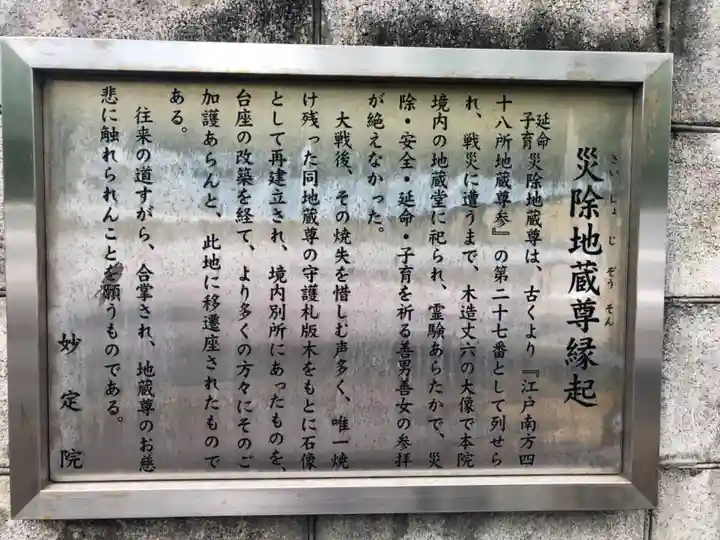 災除地蔵尊縁起
さいじょじぞうそん
延命
子育災除地蔵尊は、古くより『江戸南方四
十八所地蔵尊参』の第二十七番として列せら
れ、戦災に遭うまで、木造丈六の大像で本院
境内の地蔵堂に祀られ、霊験あらたかで、災
除・安全・延命・子育を祈る善男善女の参拝
が絶えなかった。
大戦後、その焼失を惜しむ声多く、唯一焼
け残った同地蔵尊の守護札版木をもとに石像
として再建立され、境内別所にあったものを、
台座の改築を経て、より多くの方々にそのご
加護あらんと、此地に移遷座されたもので
ある。
往来の道すがら、合掌され、地蔵尊のお慈
悲に触れられんことを願うものである。
妙定院